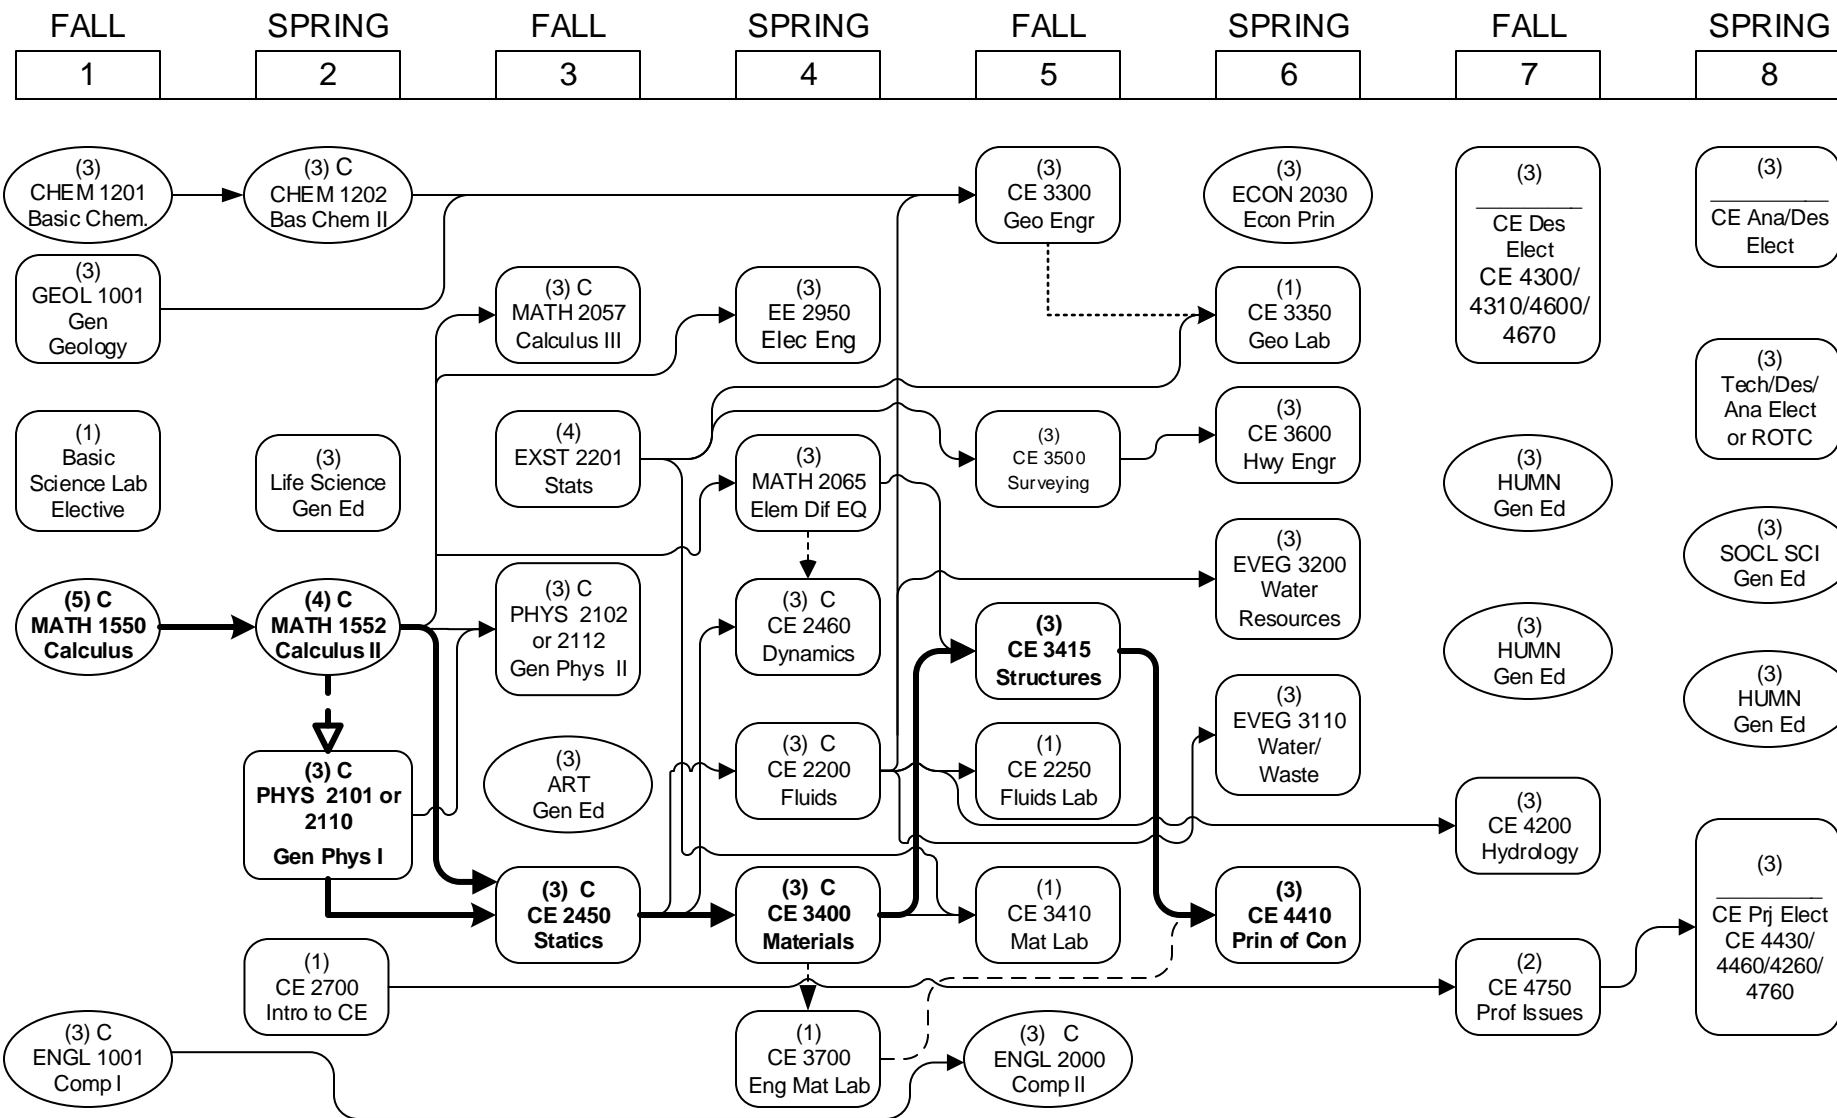 FALL
1
SPRING
2
FALL
3
SPRING
4
FALL
5
SPRING
6
FALL
7
SPRING
8
(3)
CHEM 1201
Basic Chem.
(3)
GEOL 1001
Gen
Geology
(1)
Basic
Science Lab
Elective
(5) C
MATH 1550
Calculus
(3) C
ENGL 1001
Comp I
(3) C
CHEM 1202
Bas Chem II
(3)
Life Science
Gen Ed
(4) C
MATH 1552
Calculus II
(3) C
PHYS 2101 or
2110
Gen Phys I
(1)
CE 2700
Intro to CE
(3) C
MATH 2057
Calculus III
(4)
EXST 2201
Stats
(3) C
PHYS 2102
or 2112
Gen Phys II
(3)
ART
Gen Ed
(3) C
CE 2450
Statics
(3)
EE 2950
Elec Eng
(3)
MATH 2065
Elem Dif EQ
(3) C
CE 2460
Dynamics
(3) C
CE 2200
Fluids
(3) C
CE 3400
Materials
(1)
CE 3700
Eng Mat Lab
(3)
CE 3300
Geo Engr
(3)
CE 3500
Surveying
(3)
CE 3415
Structures
(1)
CE 2250
Fluids Lab
(1)
CE 3410
Mat Lab
(3) C
ENGL 2000
Comp II
(3)
ECON 2030
Econ Prin
(1)
CE 3350
Geo Lab
(3)
CE 3600
Hwy Engr
(3)
EVEG 3200
Water
Resources
(3)
EVEG 3110
Water/
Waste
(3)
CE 4410
Prin of Con
(3)
CE Des
Elect
CE 4300/
4310/4600/
4670
(3)
HUMN
Gen Ed
(3)
HUMN
Gen Ed
(3)
CE 4200
Hydrology
(2)
CE 4750
Prof Issues
(3)
CE Ana/Des
Elect
(3)
Tech/Des/
Ana Elect
or ROTC
(3)
SOCL SCI
Gen Ed
(3)
HUMN
Gen Ed
(3)
CE Prj Elect
CE 4430/
4460/4260/
4760